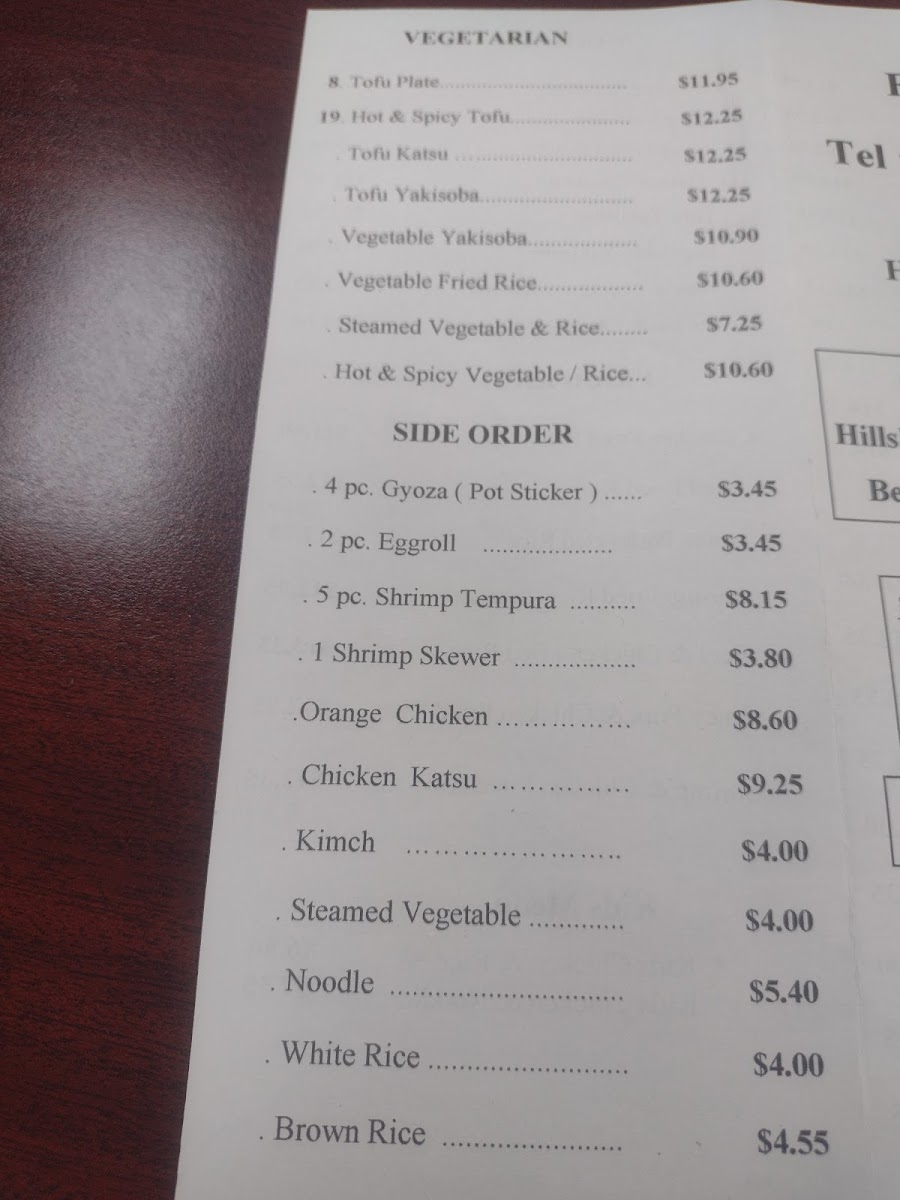 VEGETARIAN
8. Tofu Plate.................................. $11.95
19. Hot & Spicy Tofu...................... $12.25
. Tofu Katsu ................................ $12.25
. Tofu Yakisoba............................ $12.25
. Vegetable Yakisoba.................... $10.90
. Vegetable Fried Rice................... $10.60
. Steamed Vegetable & Rice........ $7.25
. Hot & Spicy Vegetable / Rice... $10.60
SIDE ORDER
. 4 pc. Gyoza ( Pot Sticker ) ...... $3.45
. 2 pc. Eggroll .................... $3.45
. 5 pc. Shrimp Tempura .......... $8.15
. 1 Shrimp Skewer .................. $3.80
.Orange Chicken ................ $8.60
. Chicken Katsu ................ $9.25
. Kimch ........................ $4.00
. Steamed Vegetable ............. $4.00
. Noodle ................................ $5.40
. White Rice ........................... $4.00
. Brown Rice ........................ $4.55
Tel
Hills
Be